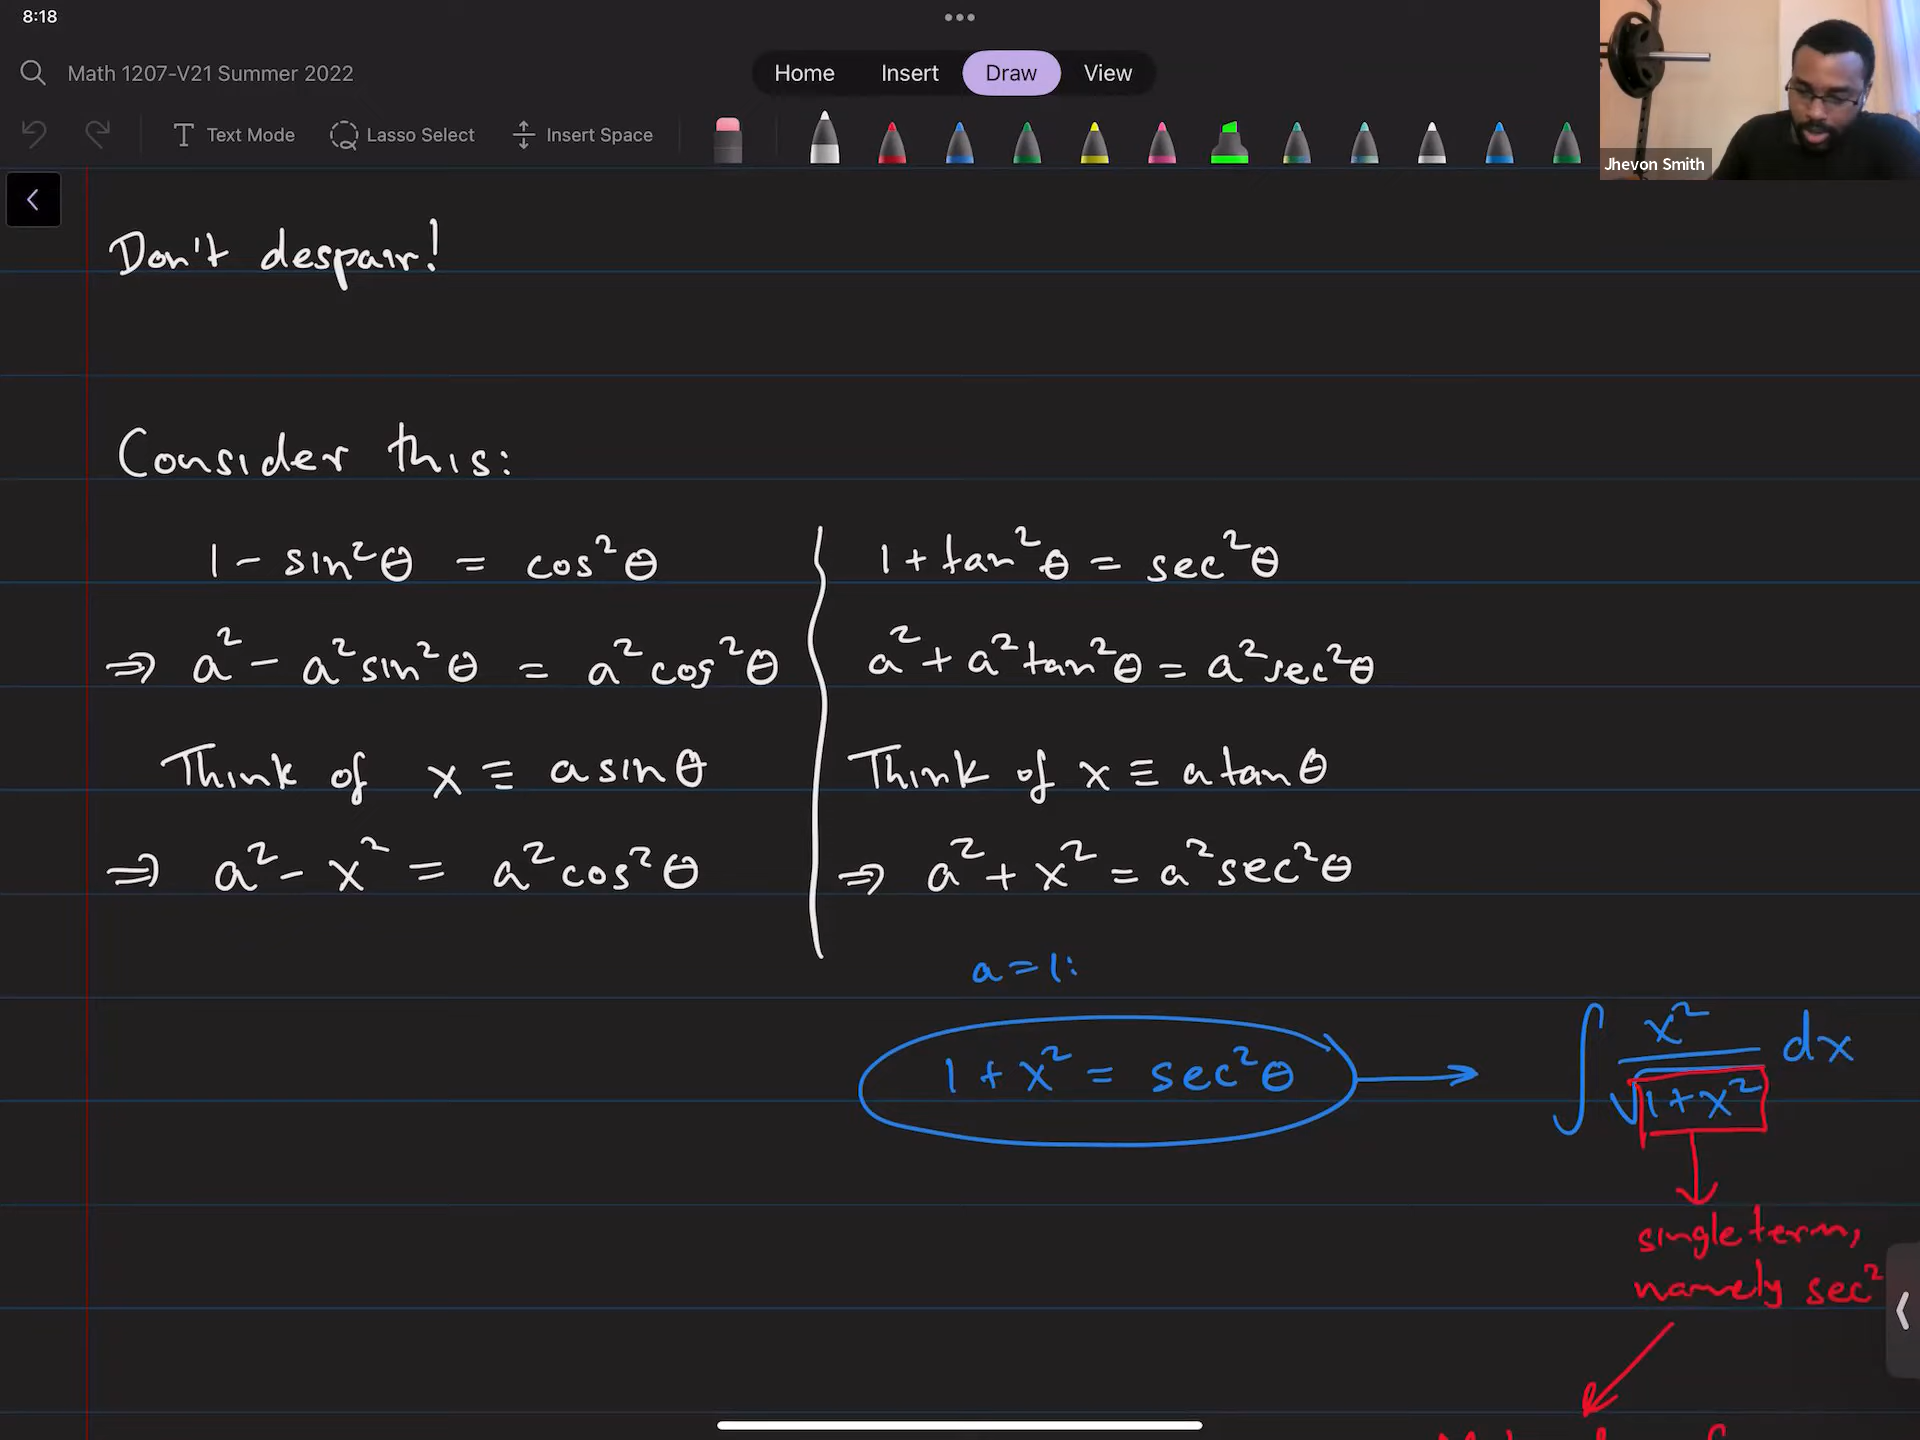 8:18
Math 1207-V21 Summer 2022
Home Insert Draw View
Text Mode Lasso Select Insert Space
Jhevon Smith
Don't despair!
Consider this:
1 - sin²θ = cos²θ
⇒ a² - a²sin²θ = a²cos²θ
Think of x ≡ a sinθ
⇒ a² - x² = a²cos²θ
1 + tan²θ = sec²θ
a² + a²tan²θ = a²sec²θ
Think of x ≡ a tanθ
⇒ a² + x² = a²sec²θ
a = 1:
1 + x² = sec²θ → ∫ x²/√(1+x²) dx
single term,
namely sec²